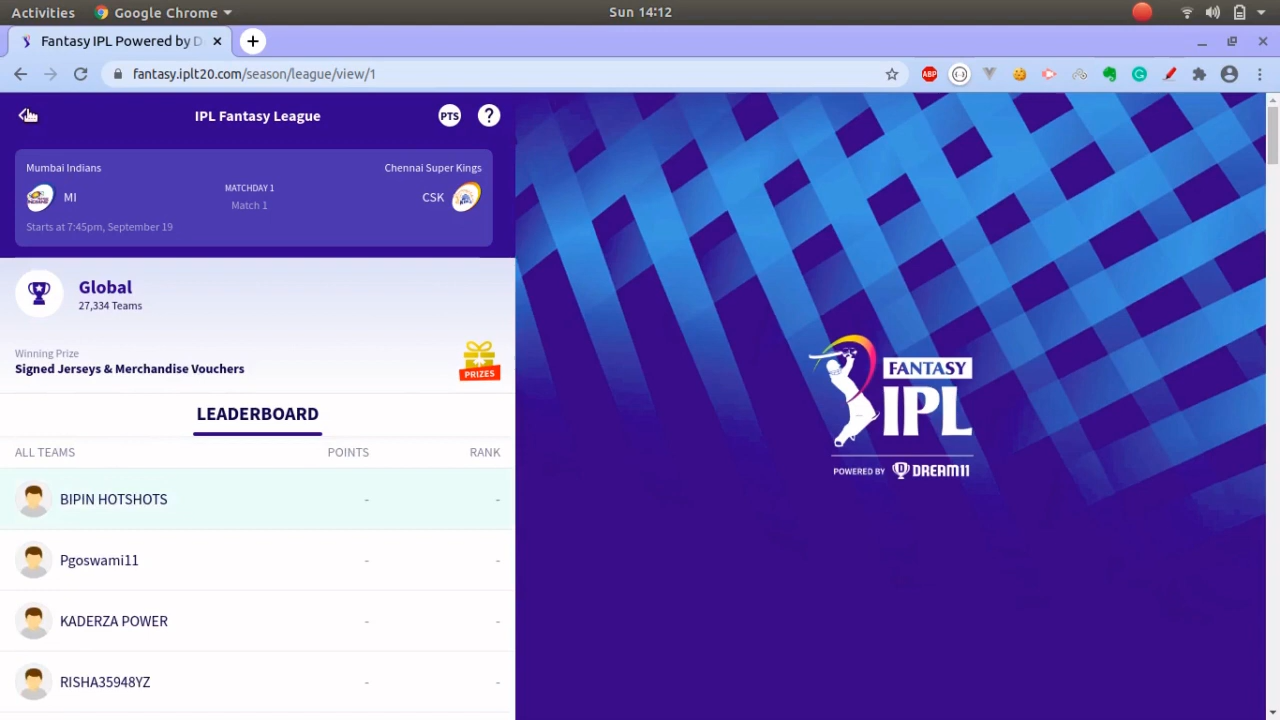 Activities Google Chrome Sun 14:12
Fantasy IPL Powered by D
fantasy.iplt20.com/season/league/view/1
ABP
IPL Fantasy League PTS ?
Mumbai Indians Chennai Super Kings
MATCHDAY 1
MI Match 1 CSK
Starts at 7:45pm, September 19
Global
27,334 Teams
Winning Prize
Signed Jerseys & Merchandise Vouchers
PRIZES
LEADERBOARD
ALL TEAMS POINTS RANK
BIPIN HOTSHOTS - -
Pgoswami11 - -
KADERZA POWER - -
RISHA35948YZ - -
FANTASY
IPL
POWERED BY DREAM11